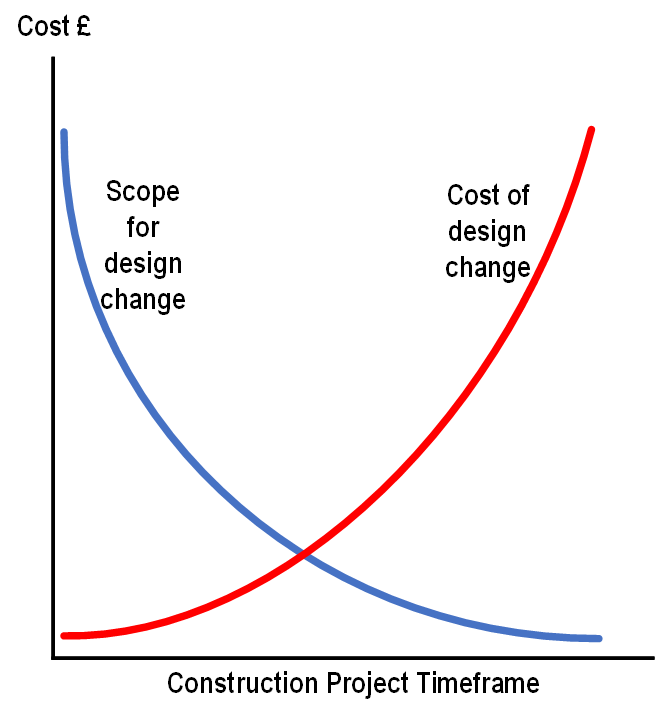 Cost £
Scope
for
design
change
Cost of
design
change
Construction Project Timeframe